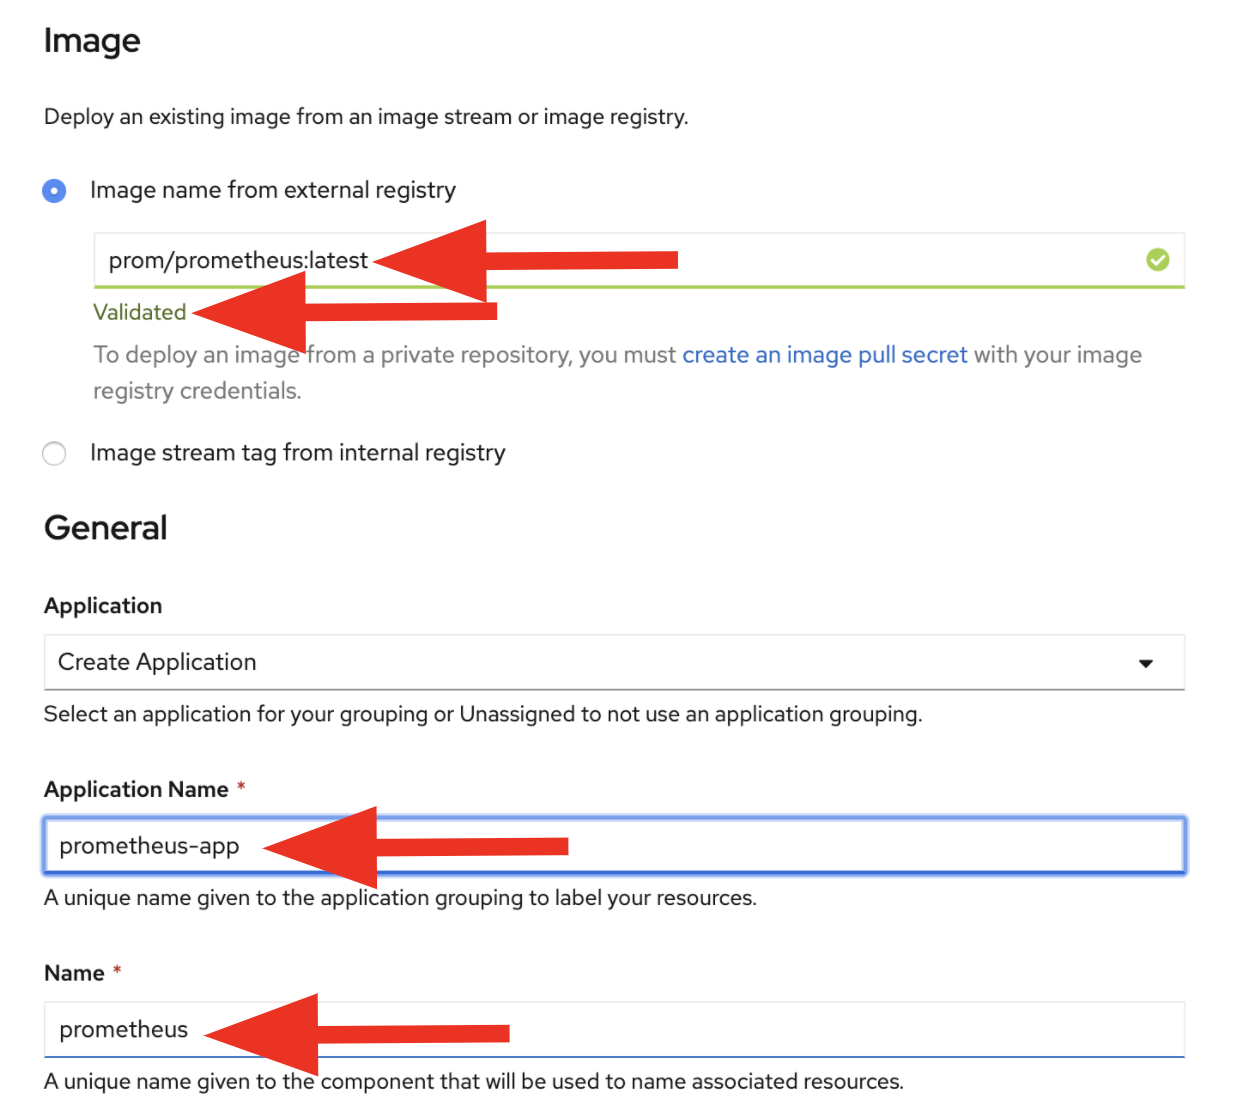 Image
Deploy an existing image from an image stream or image registry.
Image name from external registry
prom/prometheus:latest
Validated
To deploy an image from a private repository, you must create an image pull secret with your image
registry credentials.
Image stream tag from internal registry
General
Application
Create Application
Select an application for your grouping or Unassigned to not use an application grouping.
Application Name *
prometheus-app
A unique name given to the application grouping to label your resources.
Name *
prometheus
A unique name given to the component that will be used to name associated resources.